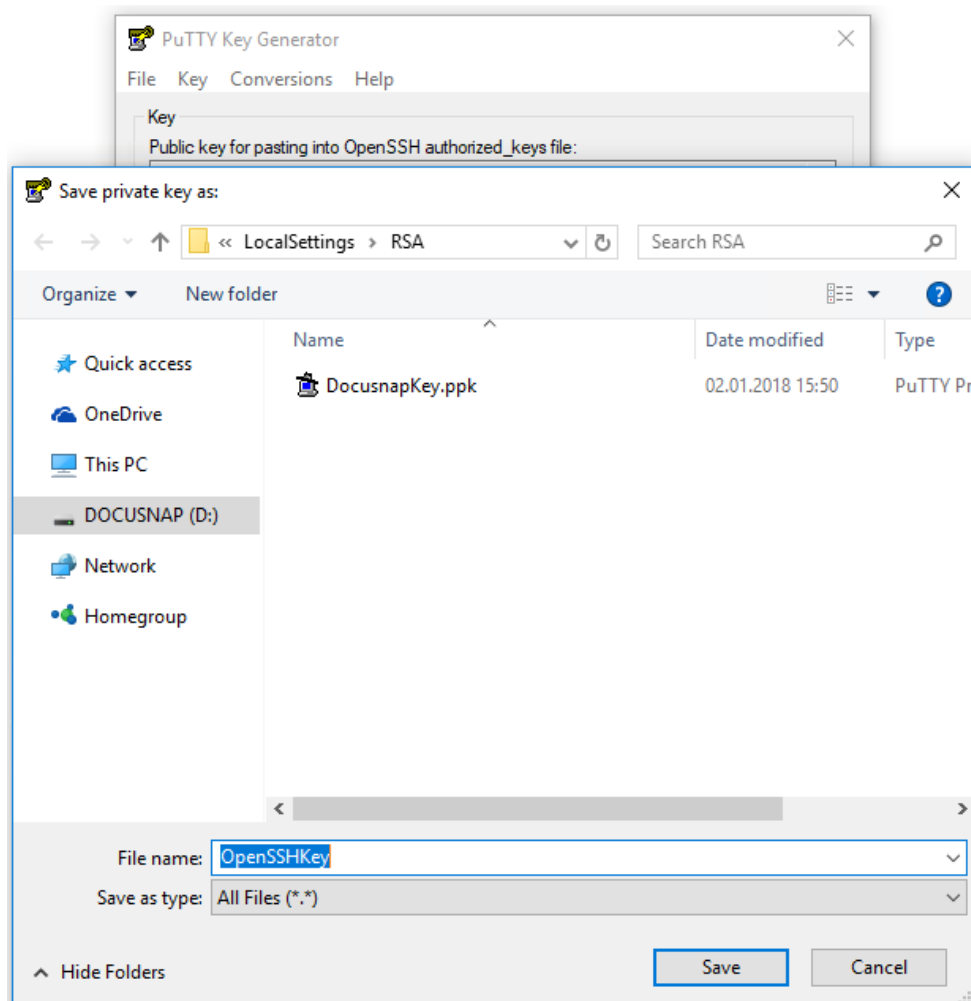 PuTTY Key Generator
File Key Conversions Help
Key
Public key for pasting into OpenSSH authorized_keys file:
Save private key as:
« LocalSettings › RSA
Search RSA
Organize
New folder
?
Name
Date modified
Type
Quick access
DocusnapKey.ppk
02.01.2018 15:50
PuTTY Pr
OneDrive
This PC
DOCUSNAP (D:)
Network
Homegroup
File name: OpenSSHKey
Save as type: All Files (*.*)
Hide Folders
Save
Cancel